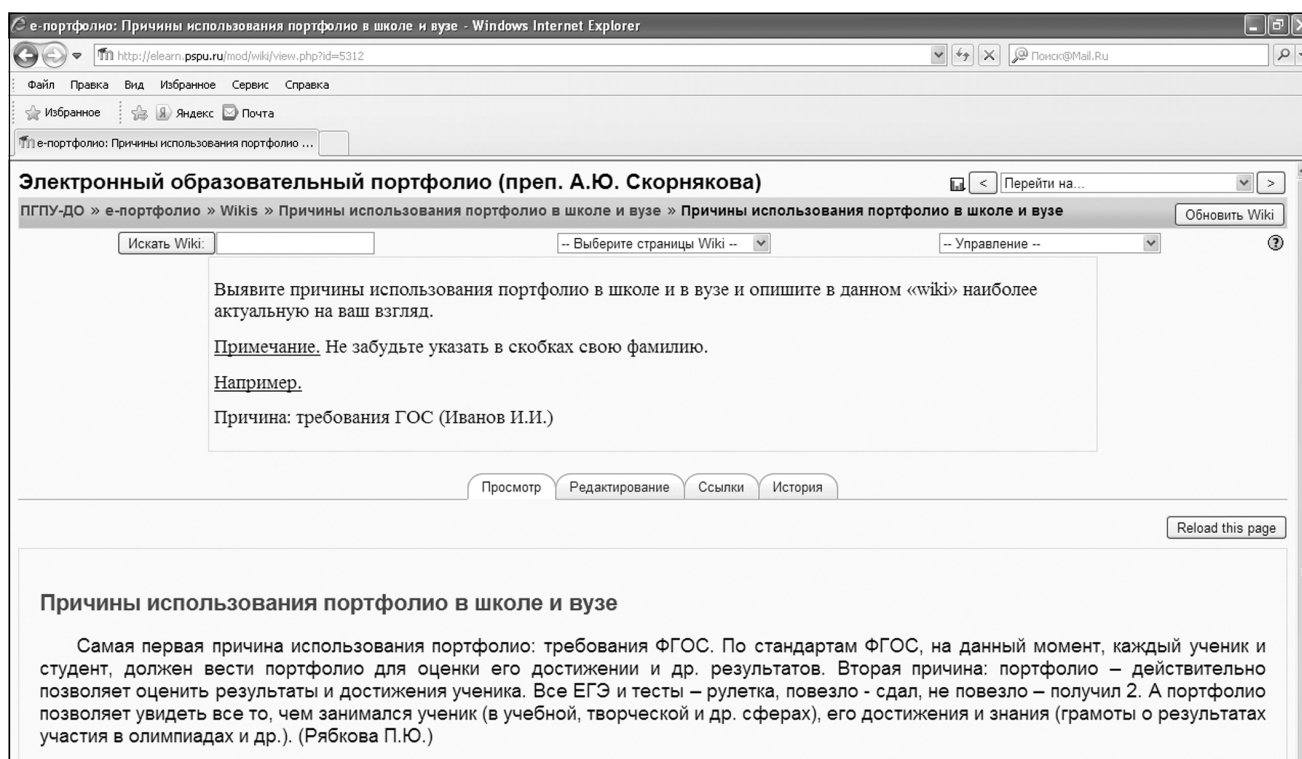 е-портфолио: Причины использования портфолио в школе и вузе - Windows Internet Explorer
http://elearn.pspu.ru/mod/wiki/view.php?id=5312 Поиск@Mail.Ru
Файл Правка Вид Избранное Сервис Справка
Избранное Яндекс Почта
е-портфолио: Причины использования портфолио ...
Электронный образовательный портфолио (преп. А.Ю. Скорнякова) < Перейти на... >
ПГПУ-ДО » е-портфолио » Wikis » Причины использования портфолио в школе и вузе » Причины использования портфолио в школе и вузе Обновить Wiki
Искать Wiki: -- Выберите страницы Wiki -- -- Управление -- ?
Выявите причины использования портфолио в школе и в вузе и опишите в данном «wiki» наиболее
актуальную на ваш взгляд.
Примечание. Не забудьте указать в скобках свою фамилию.
Например.
Причина: требования ГОС (Иванов И.И.)
Просмотр Редактирование Ссылки История
Reload this page
Причины использования портфолио в школе и вузе
Самая первая причина использования портфолио: требования ФГОС. По стандартам ФГОС, на данный момент, каждый ученик и
студент, должен вести портфолио для оценки его достижении и др. результатов. Вторая причина: портфолио – действительно
позволяет оценить результаты и достижения ученика. Все ЕГЭ и тесты – рулетка, повезло - сдал, не повезло – получил 2. А портфолио
позволяет увидеть все то, чем занимался ученик (в учебной, творческой и др. сферах), его достижения и знания (грамоты о результатах
участия в олимпиадах и др.). (Рябкова П.Ю.)